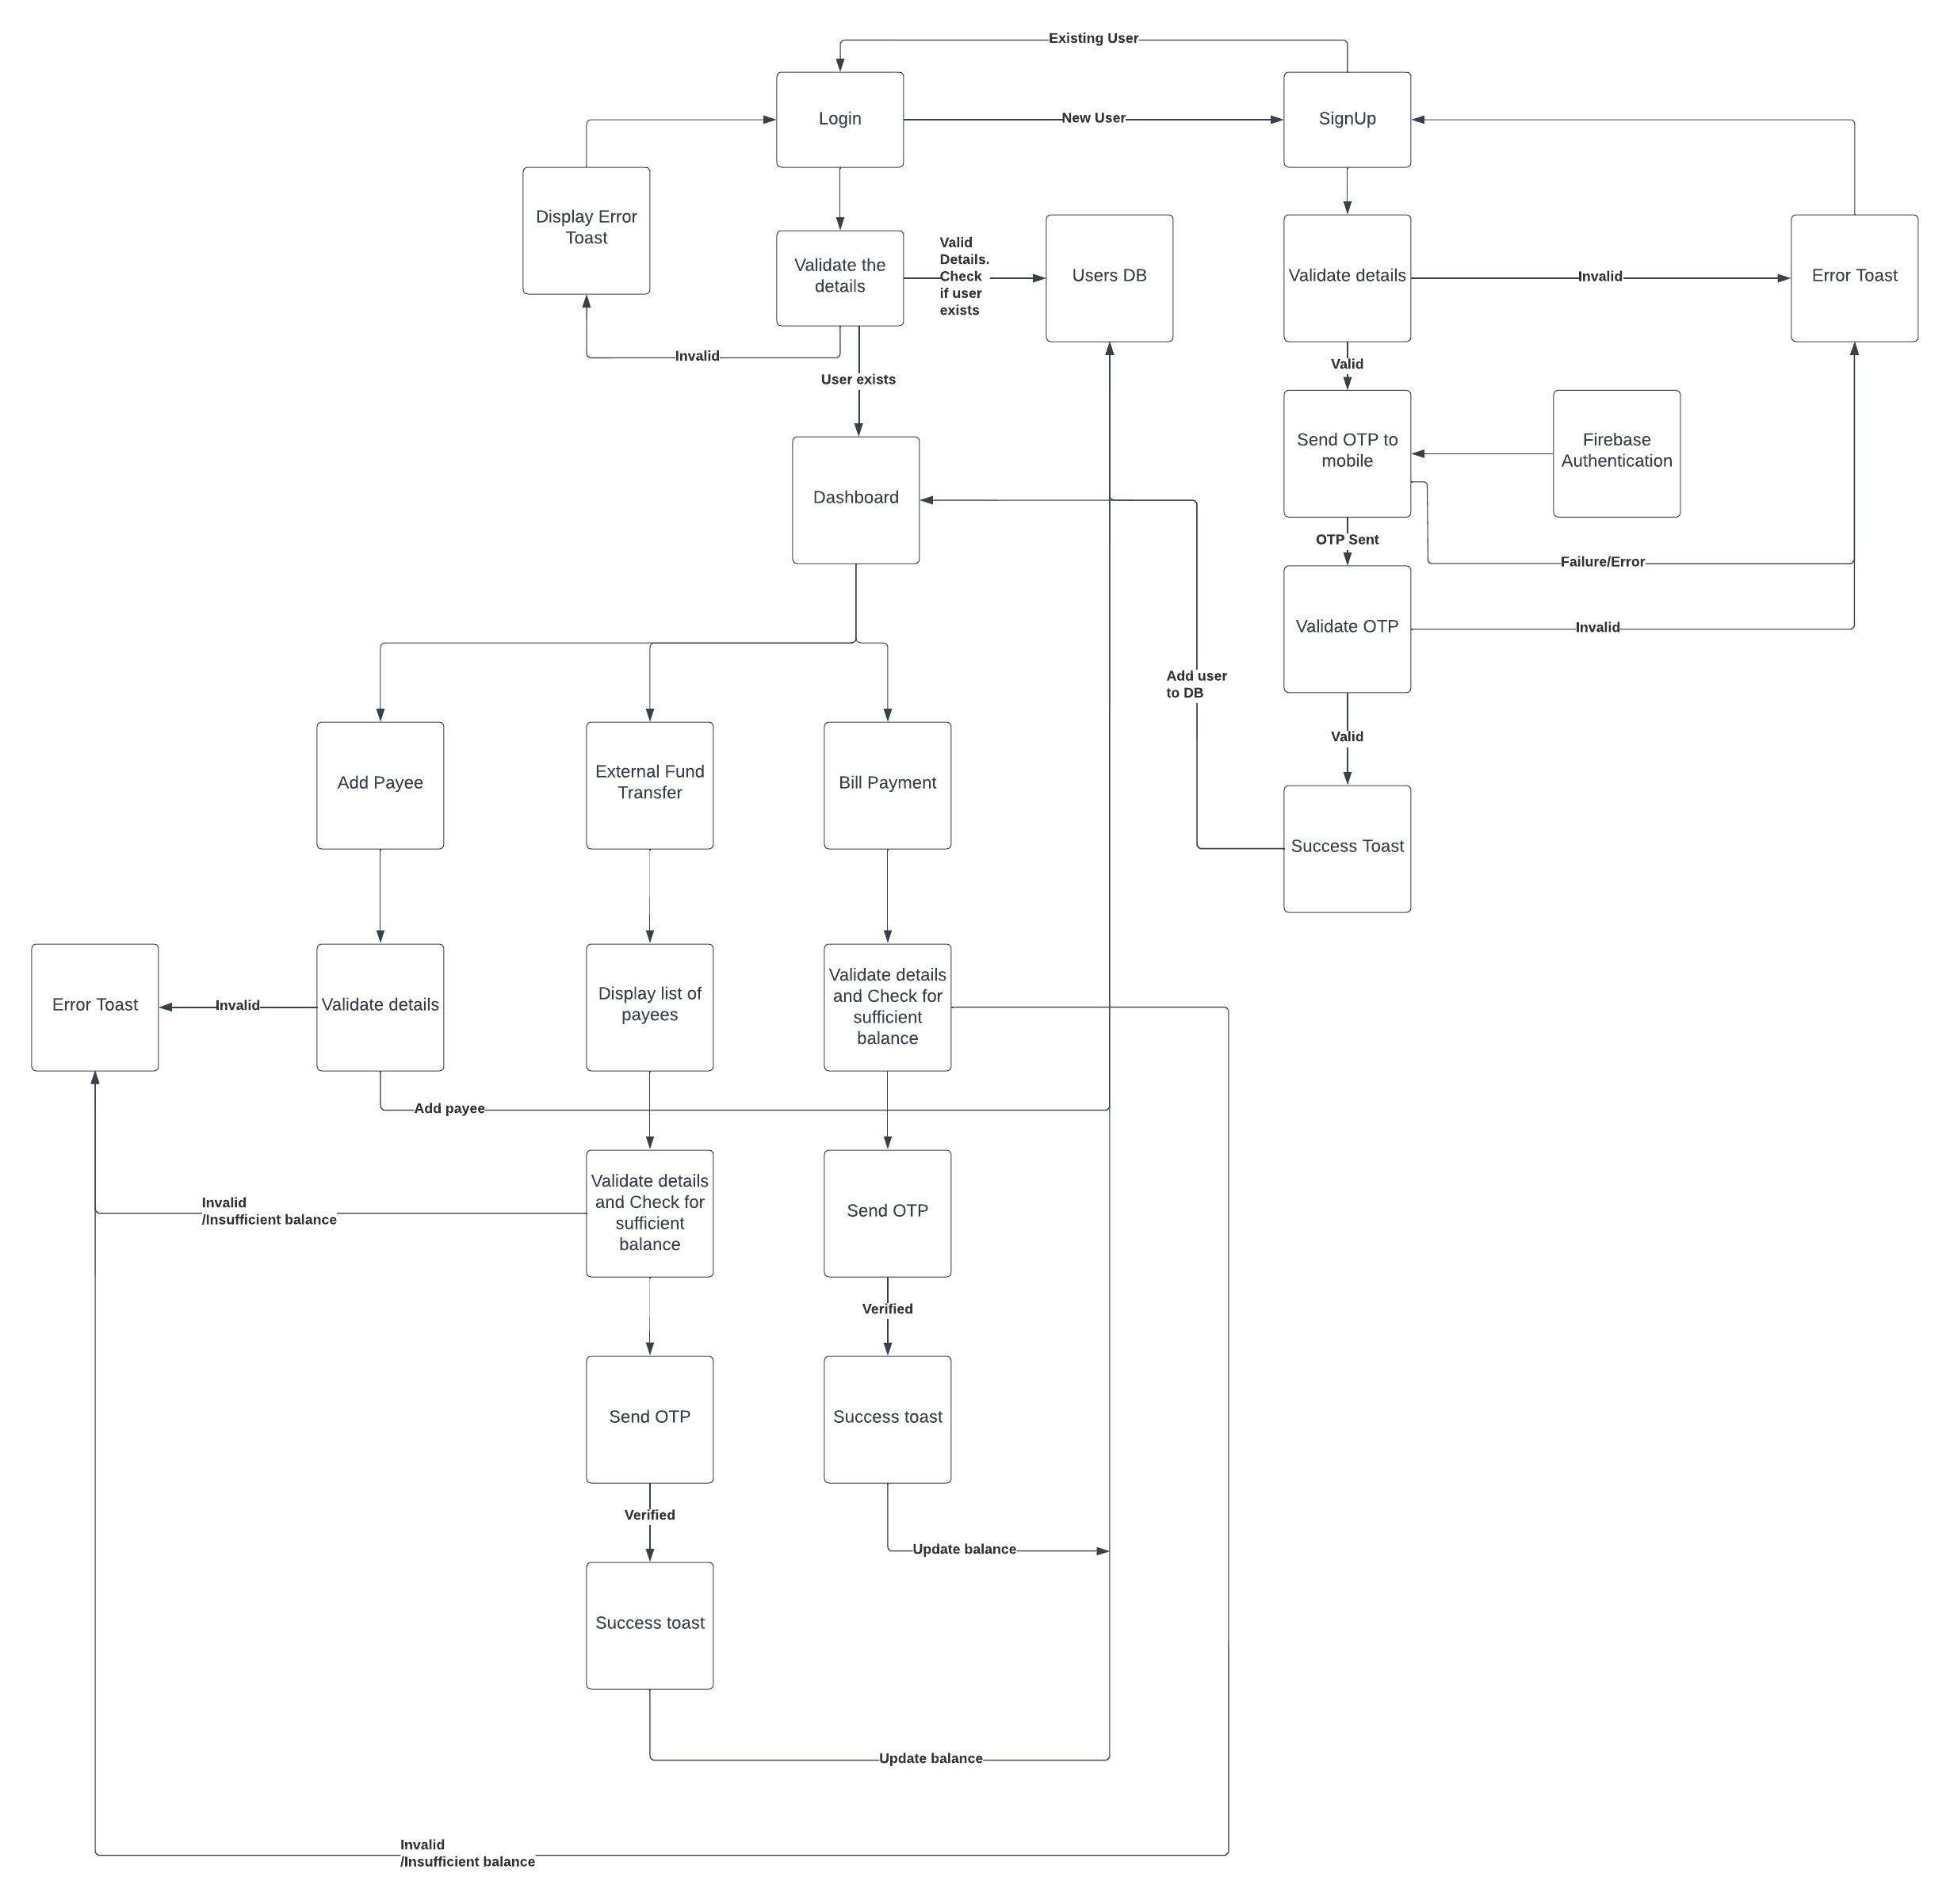 Existing User
Login
New User
SignUp
Display Error
Toast
Validate the
details
Valid
Details.
Check
if user
exists
Users DB
Validate details
Invalid
Error Toast
Invalid
User exists
Valid
Send OTP to
mobile
Firebase
Authentication
Dashboard
OTP Sent
Failure/Error
Validate OTP
Invalid
Add user
to DB
Valid
Add Payee
External Fund
Transfer
Bill Payment
Success Toast
Error Toast
Invalid
Validate details
Display list of
payees
Validate details
and Check for
sufficient
balance
Add payee
Invalid
/Insufficient balance
Validate details
and Check for
sufficient
balance
Send OTP
Verified
Send OTP
Success toast
Verified
Update balance
Success toast
Update balance
Invalid
/Insufficient balance